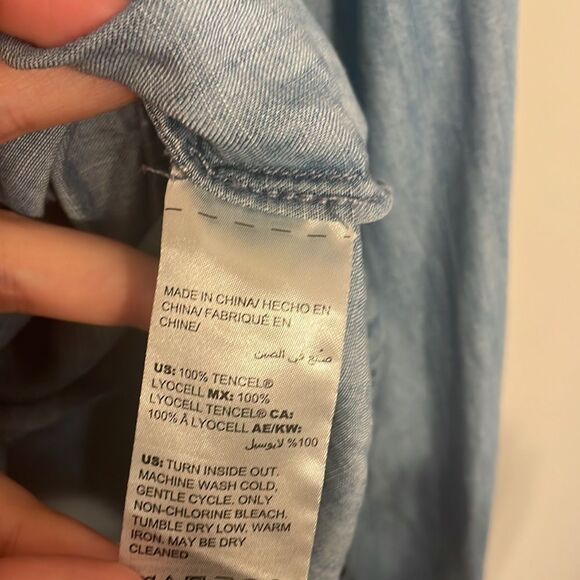 MADE IN CHINA/ HECHO EN
CHINA/ FABRIQUÉ EN
CHINE/
صنع في الصين
US: 100% TENCEL®
LYOCELL MX: 100%
LYOCELL TENCEL® CA:
100% Â LYOCELL AE/KW:
100% لايوسيل
US: TURN INSIDE OUT.
MACHINE WASH COLD,
GENTLE CYCLE. ONLY
NON-CHLORINE BLEACH.
TUMBLE DRY LOW. WARM
IRON. MAY BE DRY
CLEANED